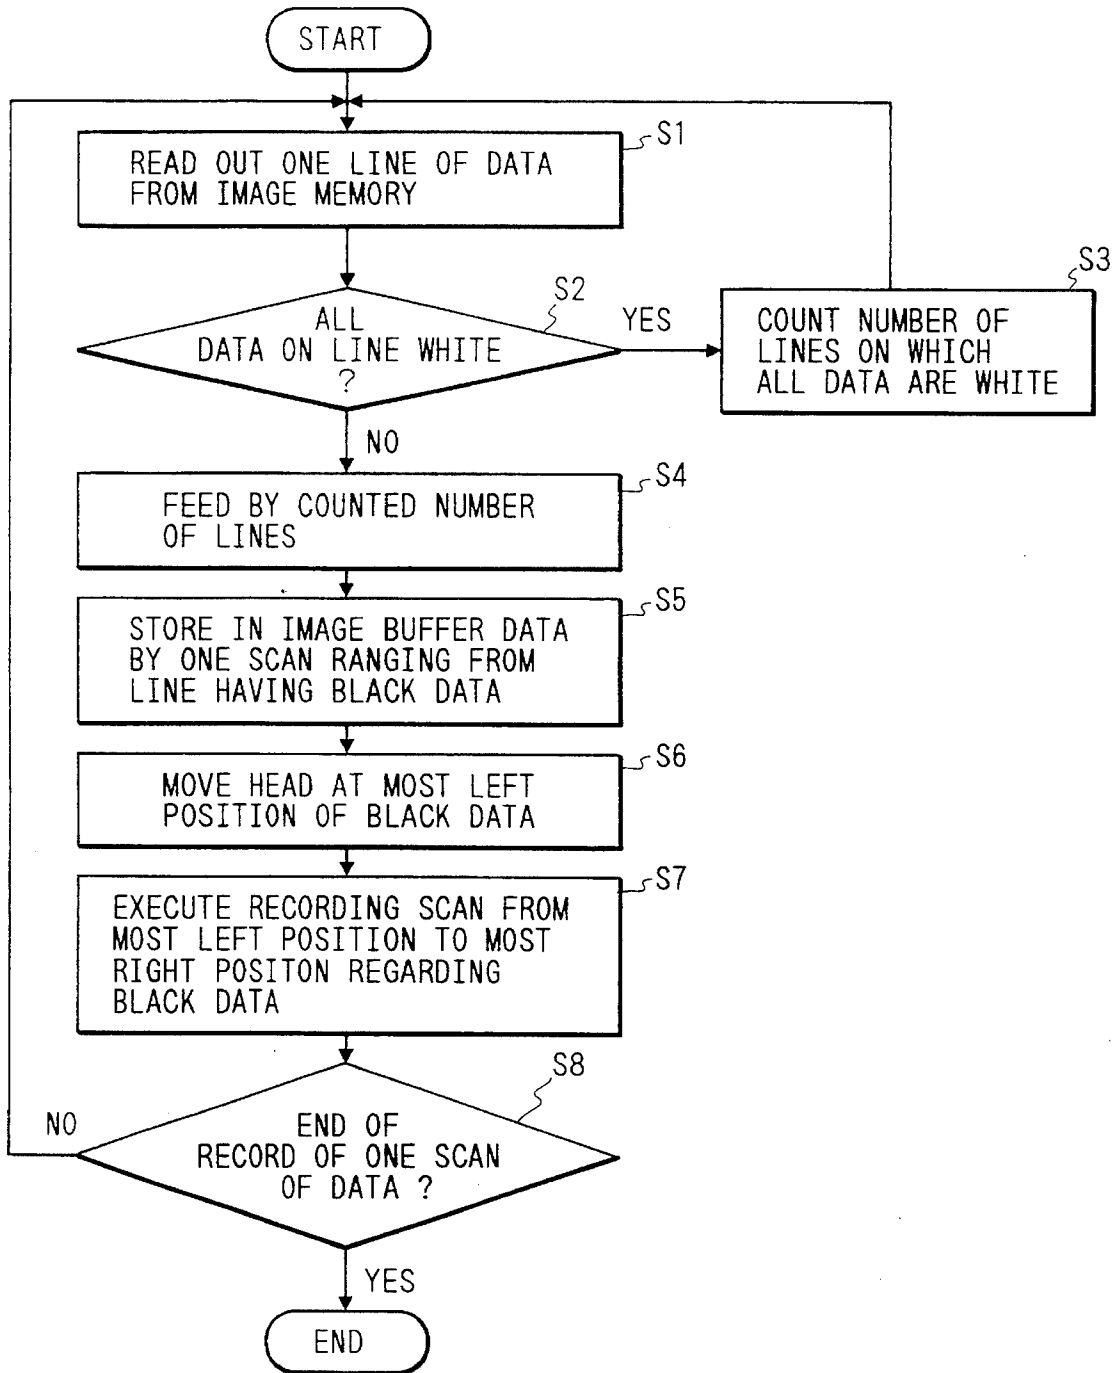 START
S1
READ OUT ONE LINE OF DATA
FROM IMAGE MEMORY
S2
ALL
DATA ON LINE WHITE
?
YES
S3
COUNT NUMBER OF
LINES ON WHICH
ALL DATA ARE WHITE
NO
S4
FEED BY COUNTED NUMBER
OF LINES
S5
STORE IN IMAGE BUFFER DATA
BY ONE SCAN RANGING FROM
LINE HAVING BLACK DATA
S6
MOVE HEAD AT MOST LEFT
POSITION OF BLACK DATA
S7
EXECUTE RECORDING SCAN FROM
MOST LEFT POSITION TO MOST
RIGHT POSITON REGARDING
BLACK DATA
S8
NO
END OF
RECORD OF ONE SCAN
OF DATA ?
YES
END